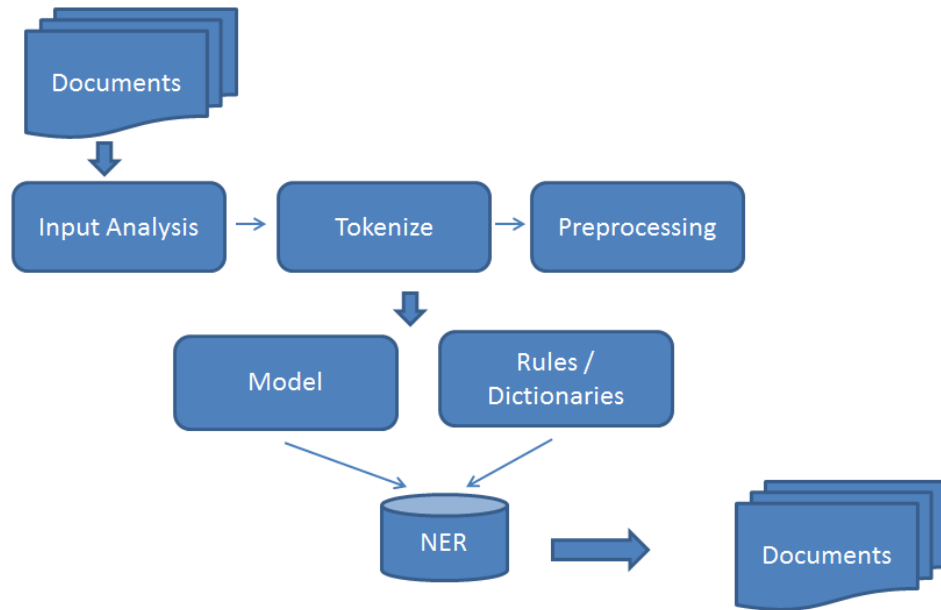 Documents
Input Analysis
Tokenize
Preprocessing
Model
Rules /
Dictionaries
NER
Documents